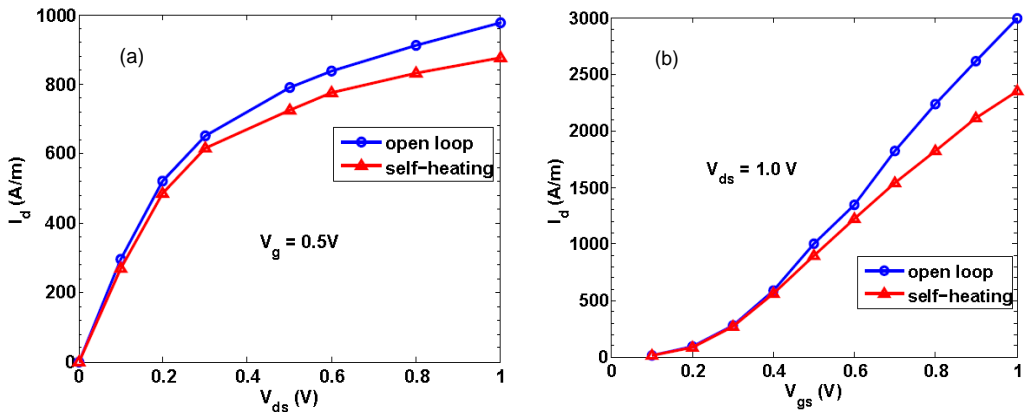 (a)
1000
800
600
400
200
0
I_d (A/m)
open loop
self-heating
V_g = 0.5V
0 0.2 0.4 0.6 0.8 1
V_ds (V)
(b)
3000
2500
2000
1500
1000
500
0
I_d (A/m)
V_ds = 1.0 V
open loop
self-heating
0 0.2 0.4 0.6 0.8 1
V_gs (V)